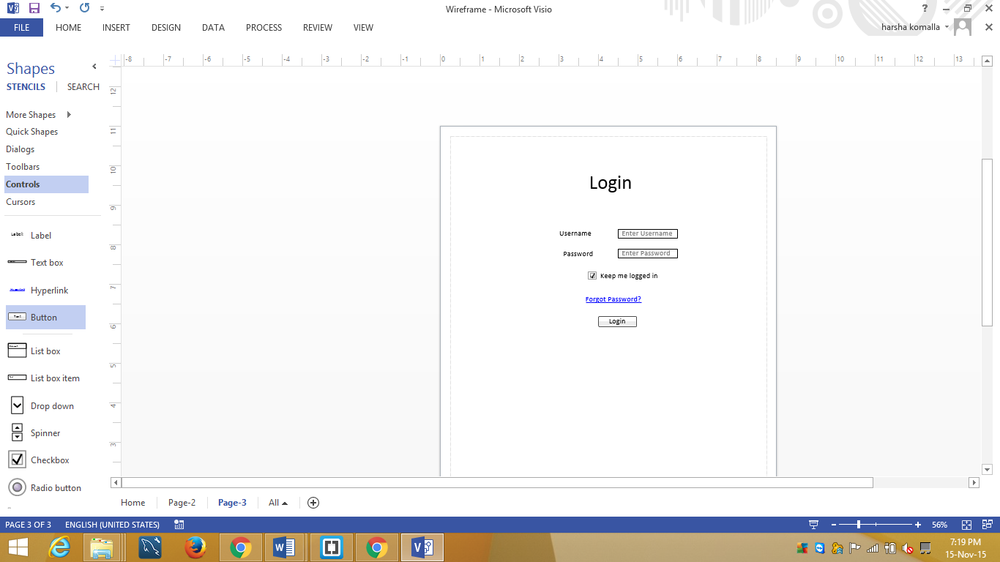 Wireframe - Microsoft Visio
?
FILE HOME INSERT DESIGN DATA PROCESS REVIEW VIEW
harsha komalla
Shapes
STENCILS SEARCH
More Shapes
Quick Shapes
Dialogs
Toolbars
Controls
Cursors
Label
Text box
Hyperlink
Button
List box
List box item
Drop down
Spinner
Checkbox
Radio button
-8 -7 -6 -5 -4 -3 -2 -1 0 1 2 3 4 5 6 7 8 9 10 11 12 13
12
11
10
9
8
7
6
5
4
3
Login
Username Enter Username
Password Enter Password
Keep me logged in
Forgot Password?
Login
Home Page-2 Page-3 All
PAGE 3 OF 3 ENGLISH (UNITED STATES) 56%
7:19 PM
15-Nov-15